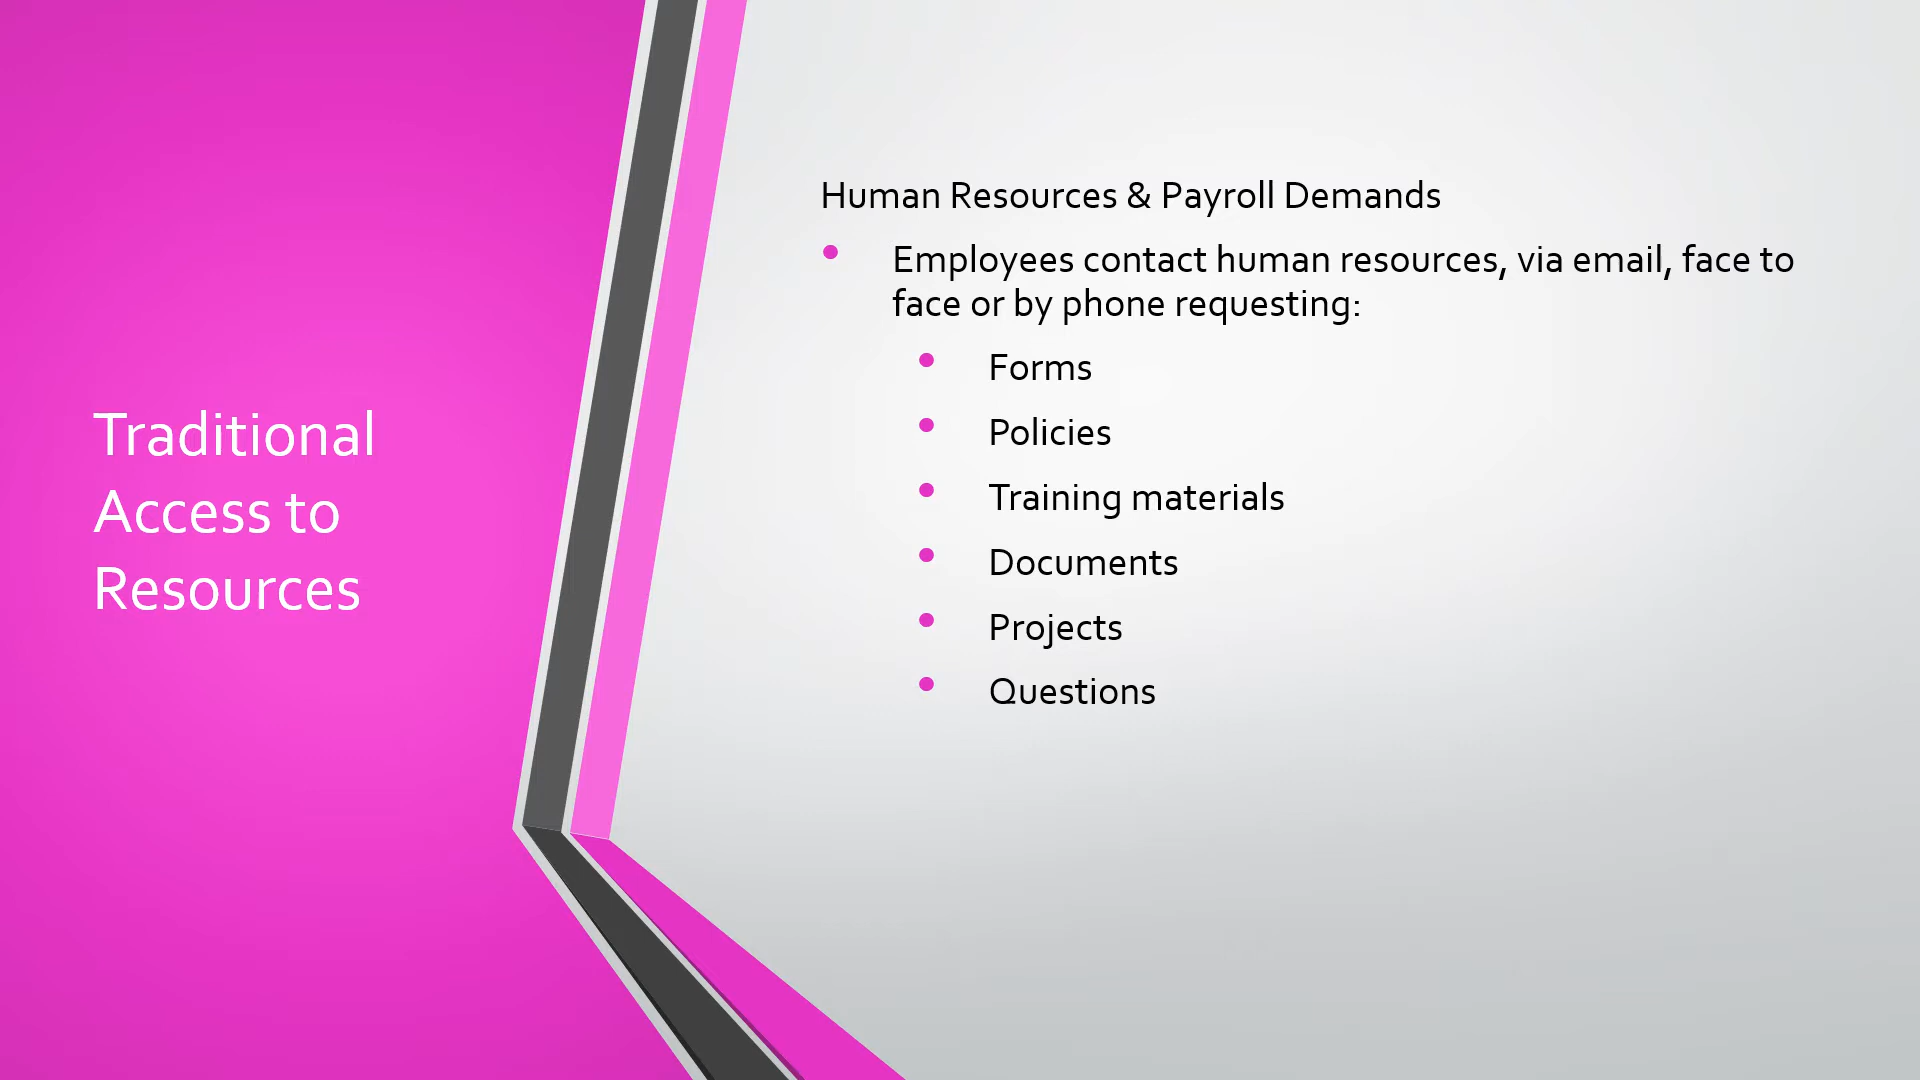 Traditional
Access to
Resources
Human Resources & Payroll Demands
• Employees contact human resources, via email, face to
face or by phone requesting:
• Forms
• Policies
• Training materials
• Documents
• Projects
• Questions